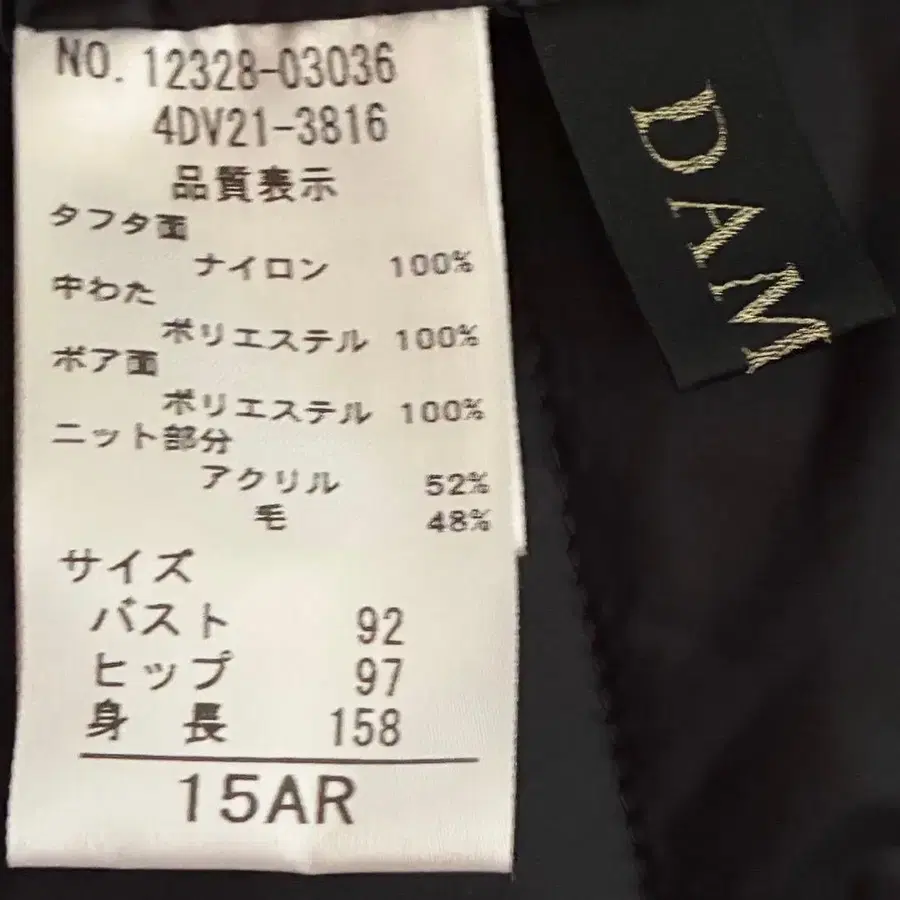 NO. 12328-03036
4DV21-3816
品質表示
タフタ面
ナイロン 100%
中わた
ポリエステル 100%
ボア面
ポリエステル 100%
ニット部分
アクリル 52%
毛 48%
サイズ
バスト 92
ヒップ 97
身長 158
15AR
DAM